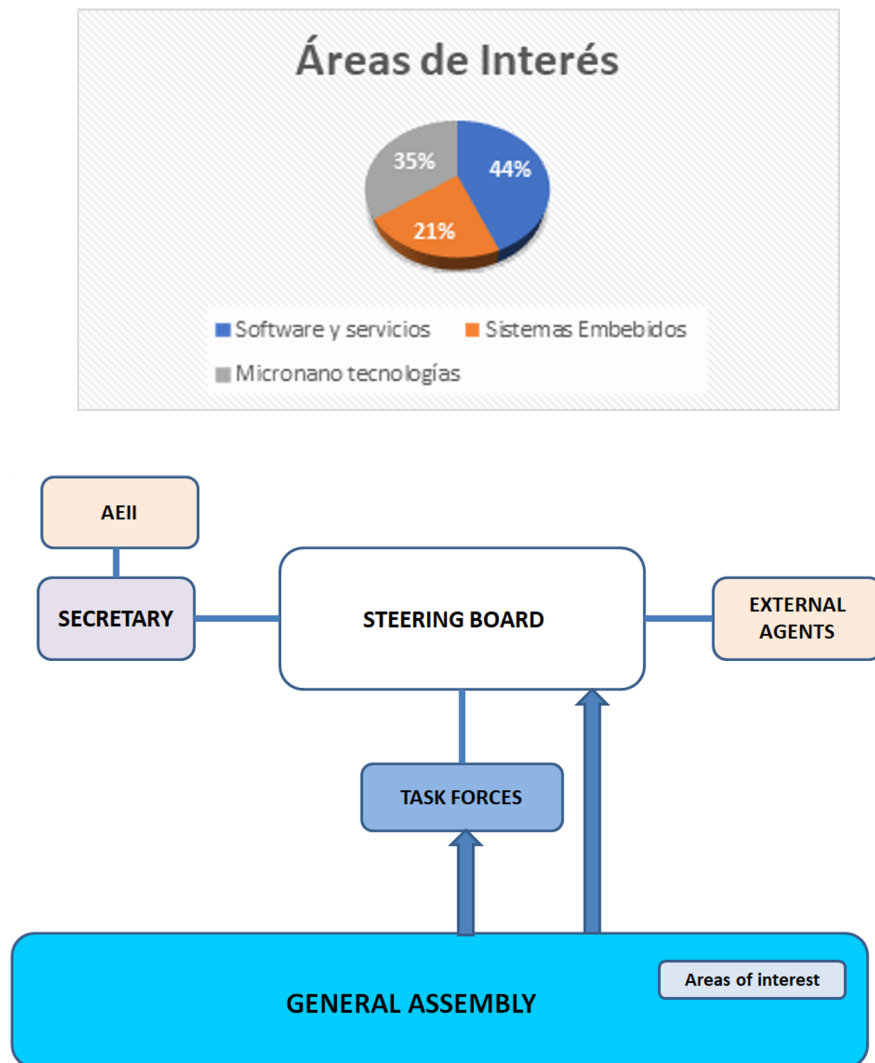 Áreas de Interés
35%
44%
21%
Software y servicios
Sistemas Embebidos
Micronano tecnologías
AEII
SECRETARY
STEERING BOARD
EXTERNAL
AGENTS
TASK FORCES
Areas of interest
GENERAL ASSEMBLY